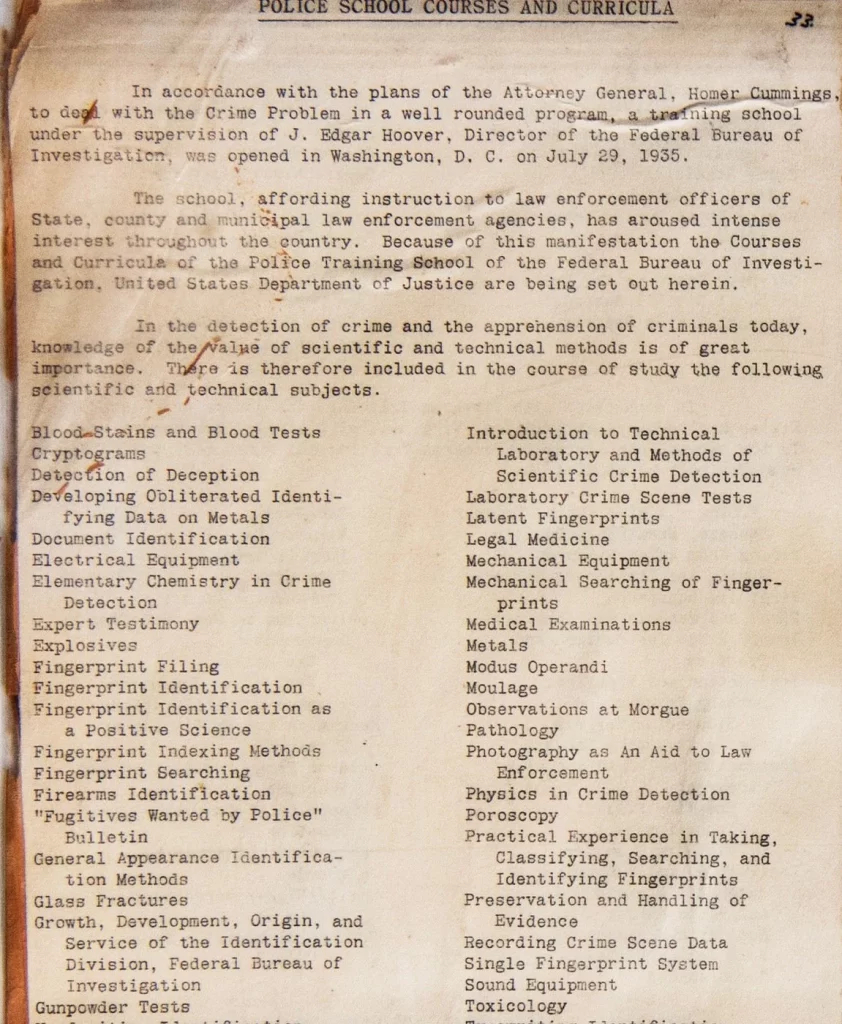 POLICE SCHOOL COURSES AND CURRICULA
33.
In accordance with the plans of the Attorney General, Homer Cummings,
to deal with the Crime Problem in a well rounded program, a training school
under the supervision of J. Edgar Hoover, Director of the Federal Bureau of
Investigation, was opened in Washington, D. C. on July 29, 1935.
The school, affording instruction to law enforcement officers of
State, county and municipal law enforcement agencies, has aroused intense
interest throughout the country. Because of this manifestation the Courses
and Curricula of the Police Training School of the Federal Bureau of Investi-
gation, United States Department of Justice are being set out herein.
In the detection of crime and the apprehension of criminals today,
knowledge of the value of scientific and technical methods is of great
importance. There is therefore included in the course of study the following
scientific and technical subjects.
Blood Stains and Blood Tests
Cryptograms
Detection of Deception
Developing Obliterated Identi-
fying Data on Metals
Document Identification
Electrical Equipment
Elementary Chemistry in Crime
Detection
Expert Testimony
Explosives
Fingerprint Filing
Fingerprint Identification
Fingerprint Identification as
a Positive Science
Fingerprint Indexing Methods
Fingerprint Searching
Firearms Identification
"Fugitives Wanted by Police"
Bulletin
General Appearance Identifica-
tion Methods
Glass Fractures
Growth, Development, Origin, and
Service of the Identification
Division, Federal Bureau of
Investigation
Gunpowder Tests
Introduction to Technical
Laboratory and Methods of
Scientific Crime Detection
Laboratory Crime Scene Tests
Latent Fingerprints
Legal Medicine
Mechanical Equipment
Mechanical Searching of Finger-
prints
Medical Examinations
Metals
Modus Operandi
Moulage
Observations at Morgue
Pathology
Photography as An Aid to Law
Enforcement
Physics in Crime Detection
Poroscopy
Practical Experience in Taking,
Classifying, Searching, and
Identifying Fingerprints
Preservation and Handling of
Evidence
Recording Crime Scene Data
Single Fingerprint System
Sound Equipment
Toxicology